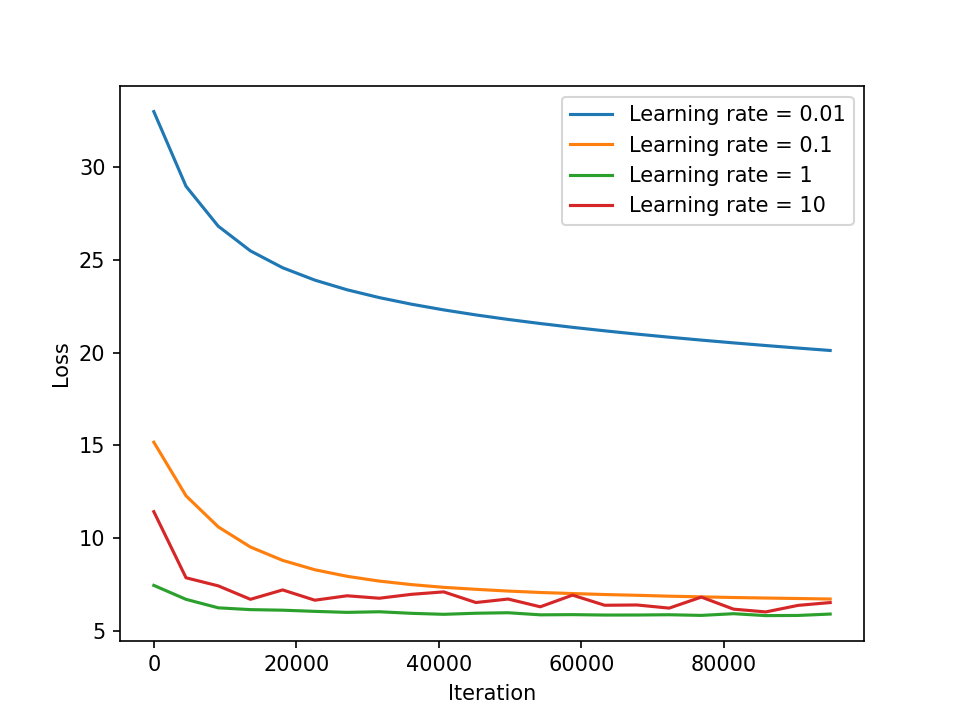 Learning rate = 0.01
Learning rate = 0.1
Learning rate = 1
Learning rate = 10
30
25
20
15
10
5
Loss
0
20000
40000
60000
80000
Iteration